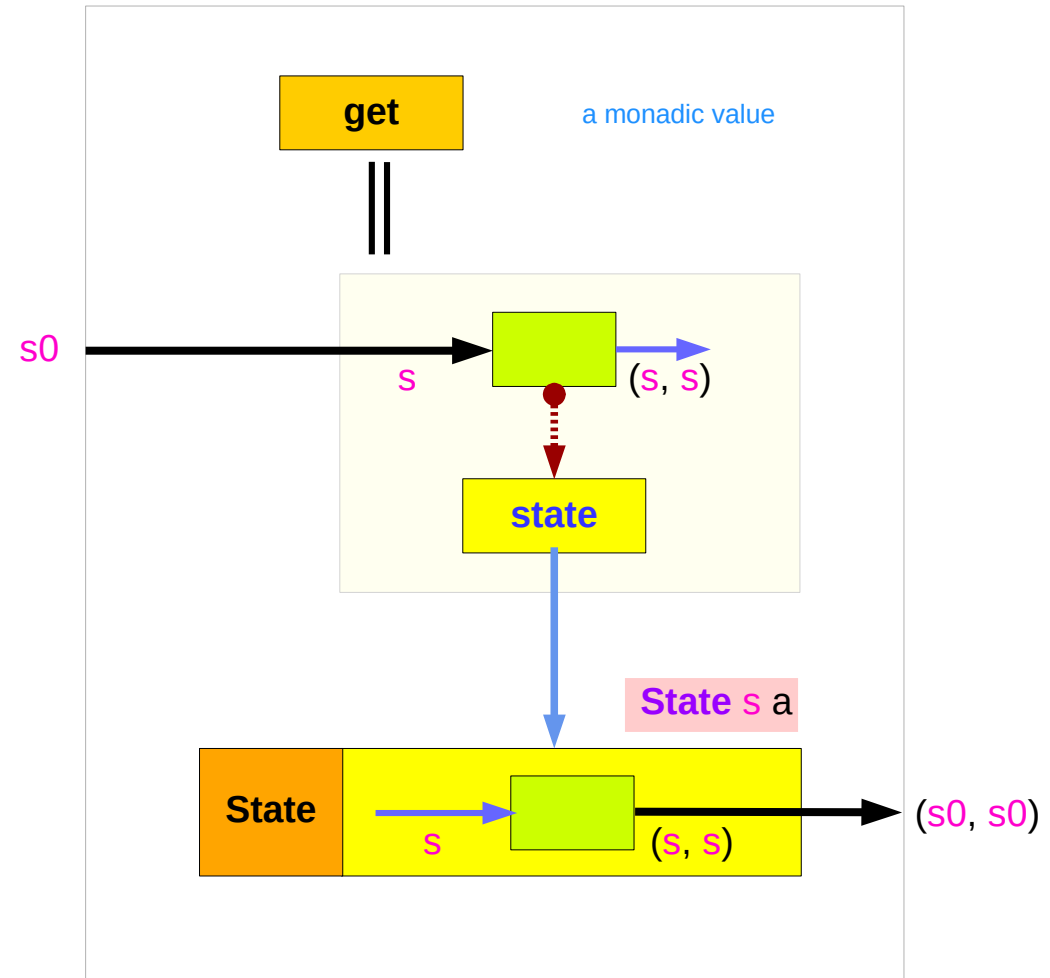 get
a monadic value
s0
s
(s, s)
state
State s a
State
s
(s, s)
(s0, s0)